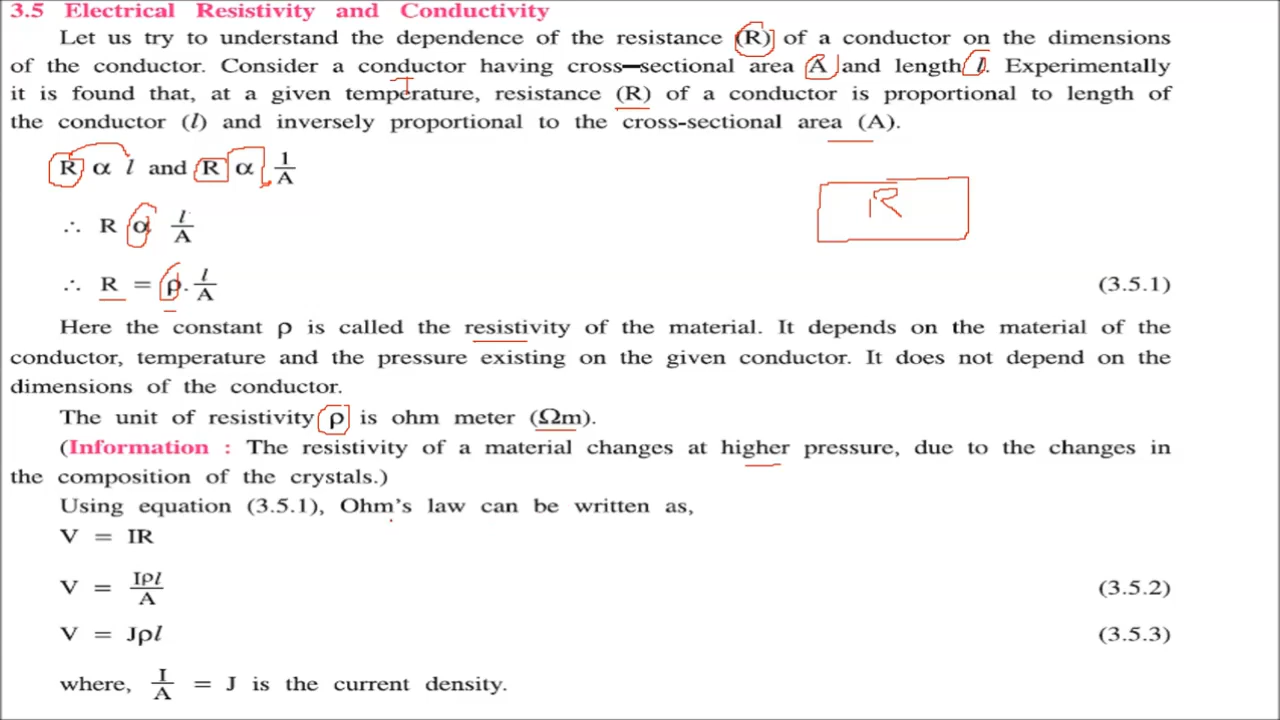 3.5 Electrical Resistivity and Conductivity
Let us try to understand the dependence of the resistance (R) of a conductor on the dimensions
of the conductor. Consider a conductor having cross-sectional area A and length l. Experimentally
it is found that, at a given temperature, resistance (R) of a conductor is proportional to length of
the conductor (l) and inversely proportional to the cross-sectional area (A).
R α l and R α 1/A
R
∴ R α l/A
∴ R = ρ. l/A (3.5.1)
Here the constant ρ is called the resistivity of the material. It depends on the material of the
conductor, temperature and the pressure existing on the given conductor. It does not depend on the
dimensions of the conductor.
The unit of resistivity ρ is ohm meter (Ωm).
(Information : The resistivity of a material changes at higher pressure, due to the changes in
the composition of the crystals.)
Using equation (3.5.1), Ohm's law can be written as,
V = IR
V = Iρl/A (3.5.2)
V = Jρl (3.5.3)
where, I/A = J is the current density.